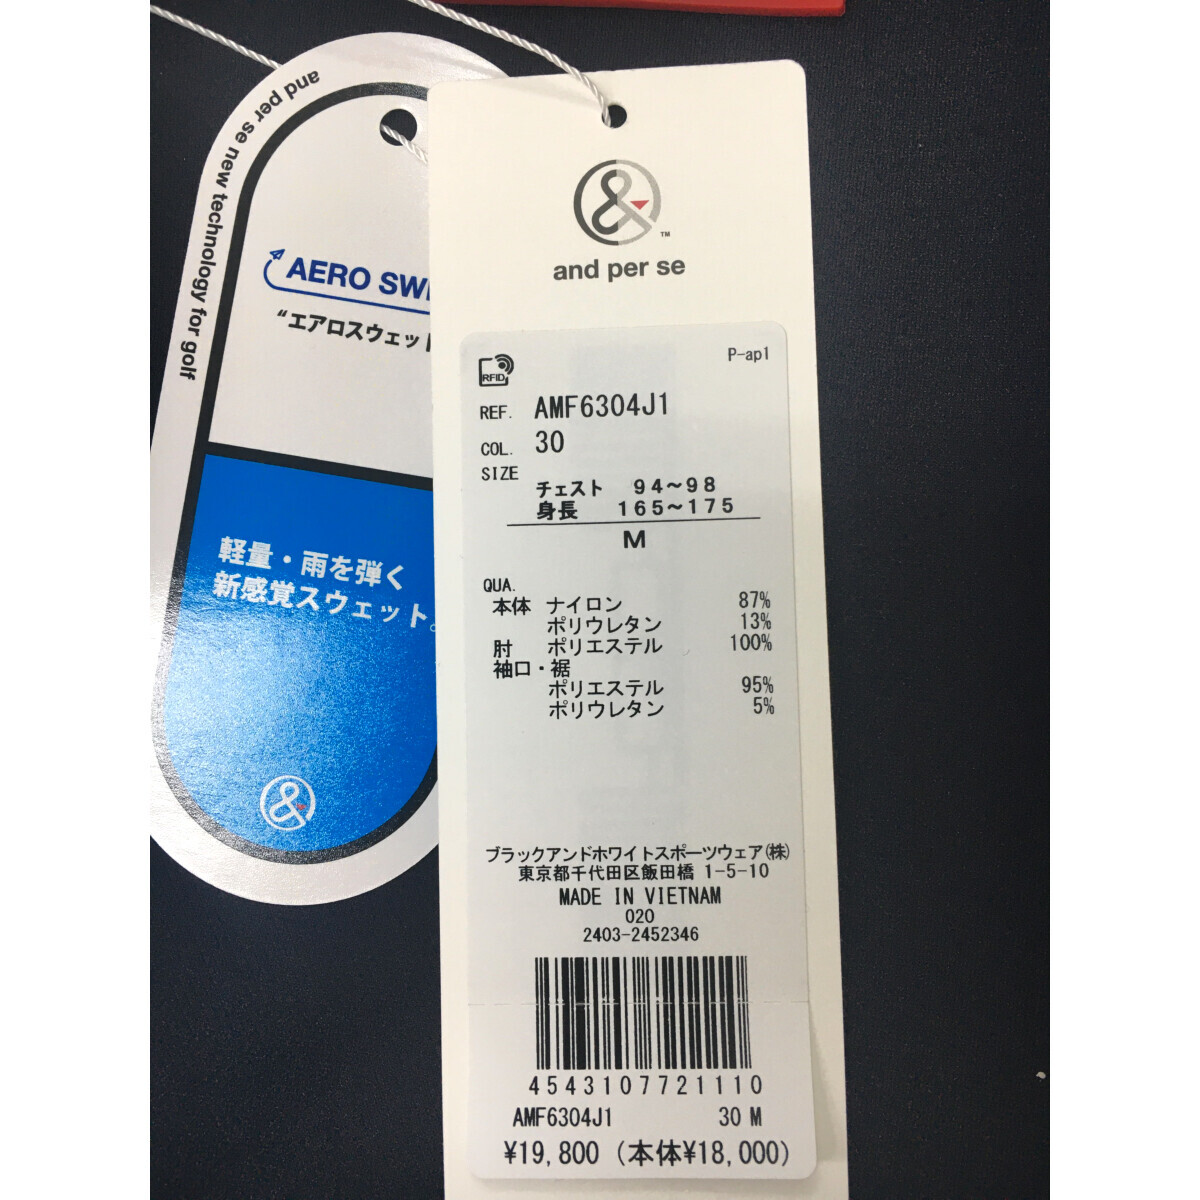 and per se new technology for golf
AERO SW
“エアロスウェット
軽量・雨を弾く
新感覚スウェット。
&
TM
and per se
P-ap1
RFID
REF. AMF6304J1
COL. 30
SIZE
チェスト 94~98
身長 165~175
M
QUA.
本体 ナイロン 87%
ポリウレタン 13%
肘 ポリエステル 100%
袖口・裾
ポリエステル 95%
ポリウレタン 5%
ブラックアンドホワイトスポーツウェア(株)
東京都千代田区飯田橋 1-5-10
MADE IN VIETNAM
020
2403-2452346
4543107721110
AMF6304J1 30 M
¥19,800 (本体¥18,000)